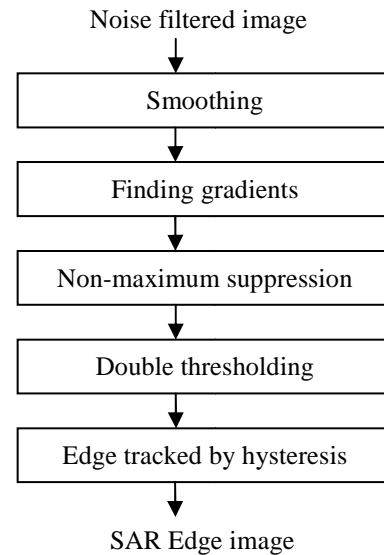 Noise filtered image
Smoothing
Finding gradients
Non-maximum suppression
Double thresholding
Edge tracked by hysteresis
SAR Edge image